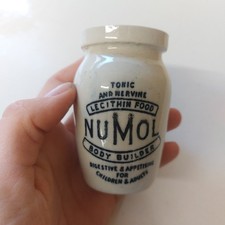 TONIC
AND NERVINE
LECITHIN FOOD
NUMOL
BODY BUILDER
DIGESTIVE & APPETISING
FOR
CHILDREN & ADULTS